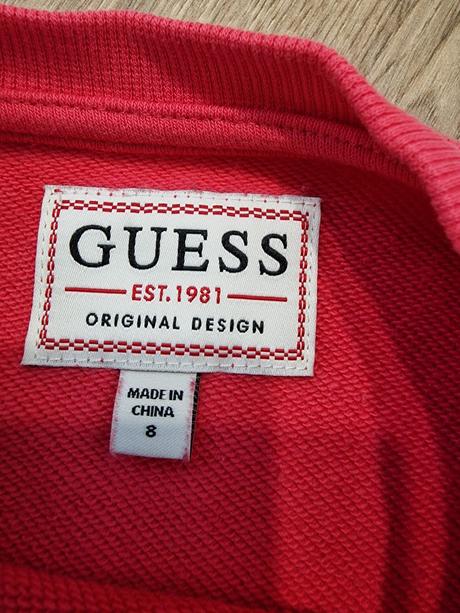 GUESS
EST.1981
ORIGINAL DESIGN
MADE IN
CHINA
8